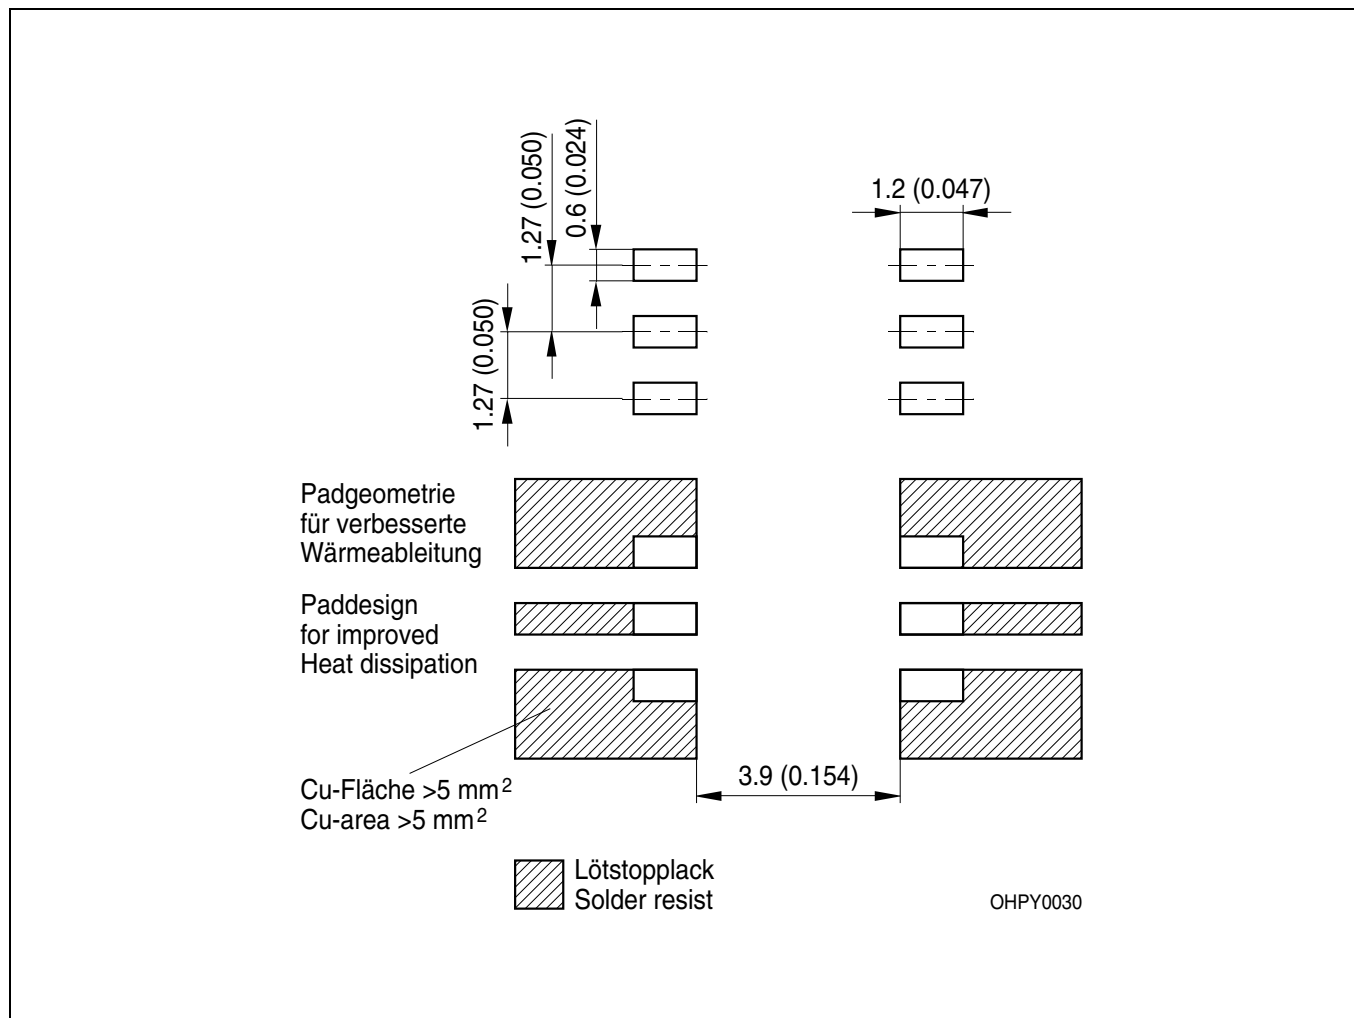 1.27 (0.050)
0.6 (0.024)
1.2 (0.047)
1.27 (0.050)
Padgeometrie
für verbesserte
Wärmeableitung
Paddesign
for improved
Heat dissipation
3.9 (0.154)
Cu-Fläche >5 mm²
Cu-area >5 mm²
Lötstopplack
Solder resist
OHPY0030